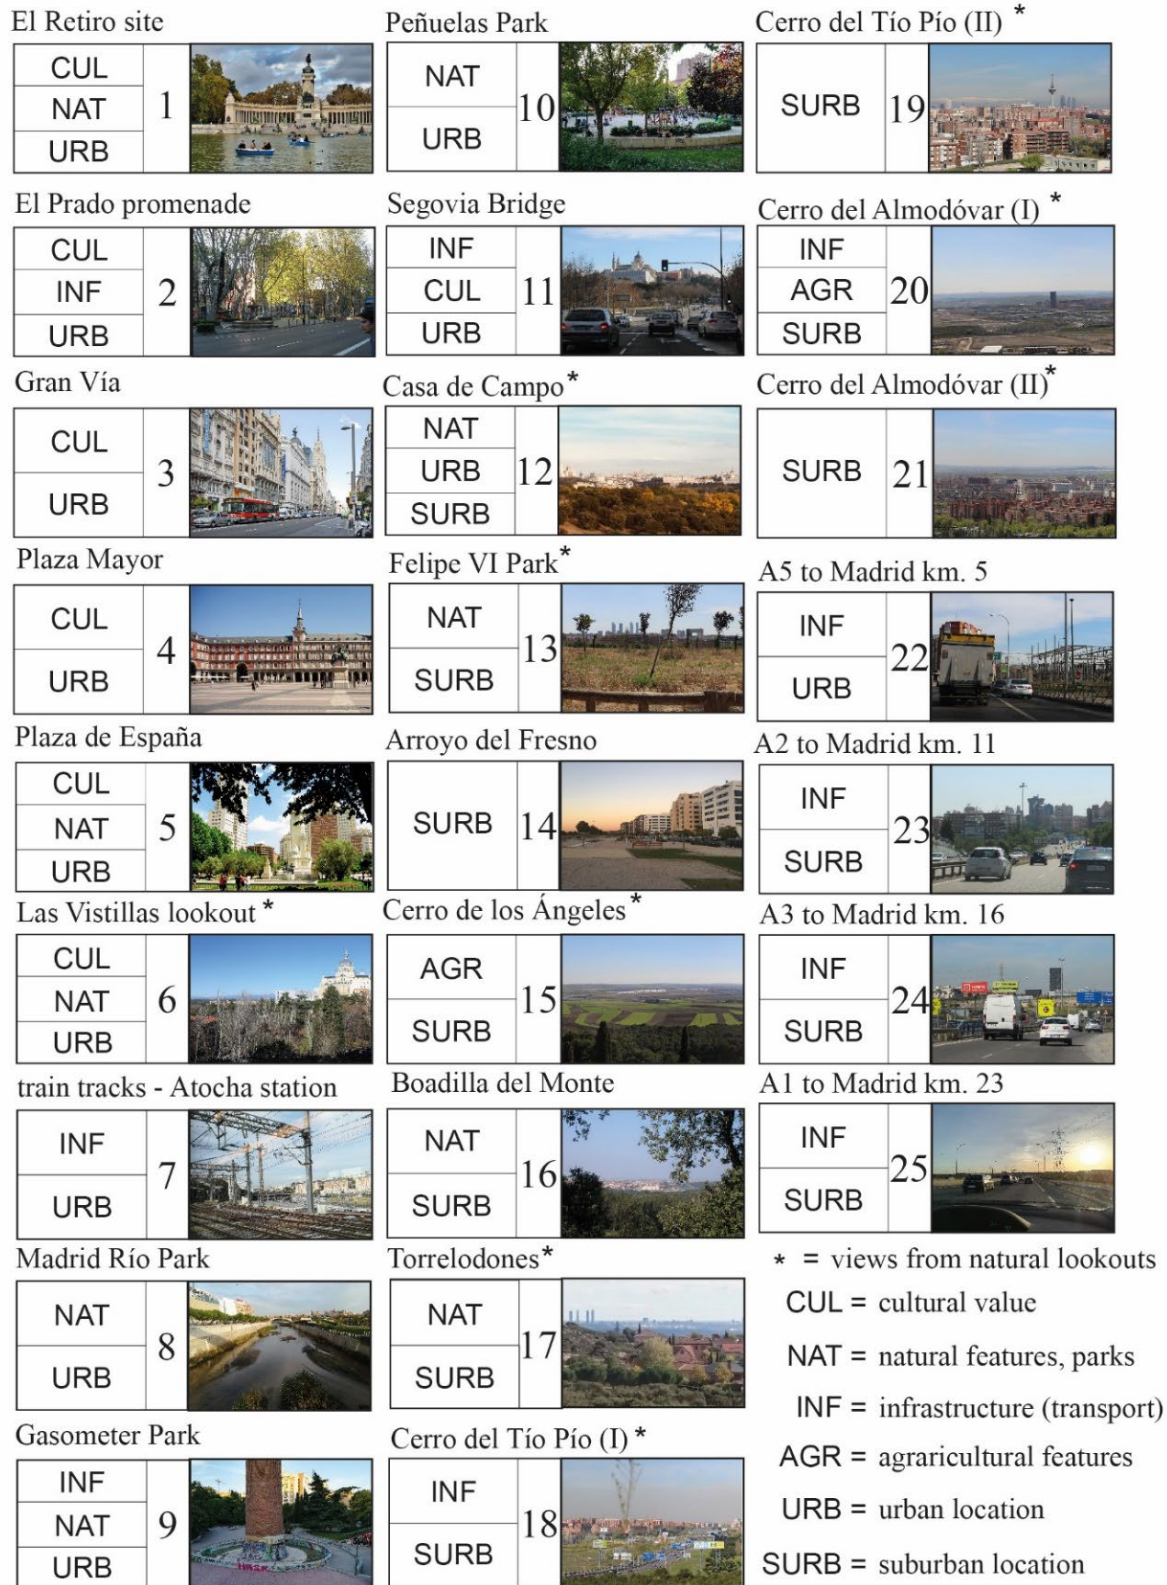 El Retiro site
CUL
NAT
URB
1
El Prado promenade
CUL
INF
URB
2
Gran Vía
CUL
URB
3
Plaza Mayor
CUL
URB
4
Plaza de España
CUL
NAT
URB
5
Las Vistillas lookout *
CUL
NAT
URB
6
train tracks - Atocha station
INF
URB
7
Madrid Río Park
NAT
URB
8
Gasometer Park
INF
NAT
URB
9
Peñuelas Park
NAT
URB
10
Segovia Bridge
INF
CUL
URB
11
Casa de Campo*
NAT
URB
SURB
12
Felipe VI Park*
NAT
SURB
13
Arroyo del Fresno
SURB
14
Cerro de los Ángeles*
AGR
SURB
15
Boadilla del Monte
NAT
SURB
16
Torrelodones*
NAT
SURB
17
Cerro del Tío Pío (I) *
INF
SURB
18
Cerro del Tío Pío (II) *
SURB
19
Cerro del Almodóvar (I) *
INF
AGR
SURB
20
Cerro del Almodóvar (II)*
SURB
21
A5 to Madrid km. 5
INF
URB
22
A2 to Madrid km. 11
INF
SURB
23
A3 to Madrid km. 16
INF
SURB
24
A1 to Madrid km. 23
INF
SURB
25
* = views from natural lookouts
CUL = cultural value
NAT = natural features, parks
INF = infrastructure (transport)
AGR = agraricultural features
URB = urban location
SURB = suburban location